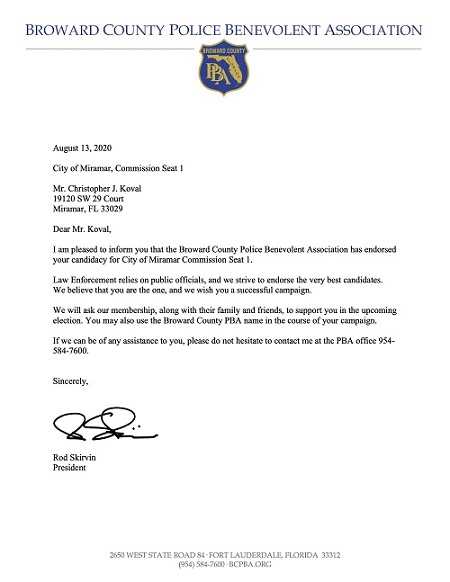 BROWARD COUNTY POLICE BENEVOLENT ASSOCIATION
BROWARD COUNTY
PBA
August 13, 2020
City of Miramar, Commission Seat 1
Mr. Christopher J. Koval
19120 SW 29 Court
Miramar, FL 33029
Dear Mr. Koval,
I am pleased to inform you that the Broward County Police Benevolent Association has endorsed
your candidacy for City of Miramar Commission Seat 1.
Law Enforcement relies on public officials, and we strive to endorse the very best candidates.
We believe that you are the one, and we wish you a successful campaign.
We will ask our membership, along with their family and friends, to support you in the upcoming
election. You may also use the Broward County PBA name in the course of your campaign.
If we can be of any assistance to you, please do not hesitate to contact me at the PBA office 954-
584-7600.
Sincerely,
Rod Skirvin
President
2650 WEST STATE ROAD 84·FORT LAUDERDALE, FLORIDA 33312
(954) 584-7600·BCPBA.ORG